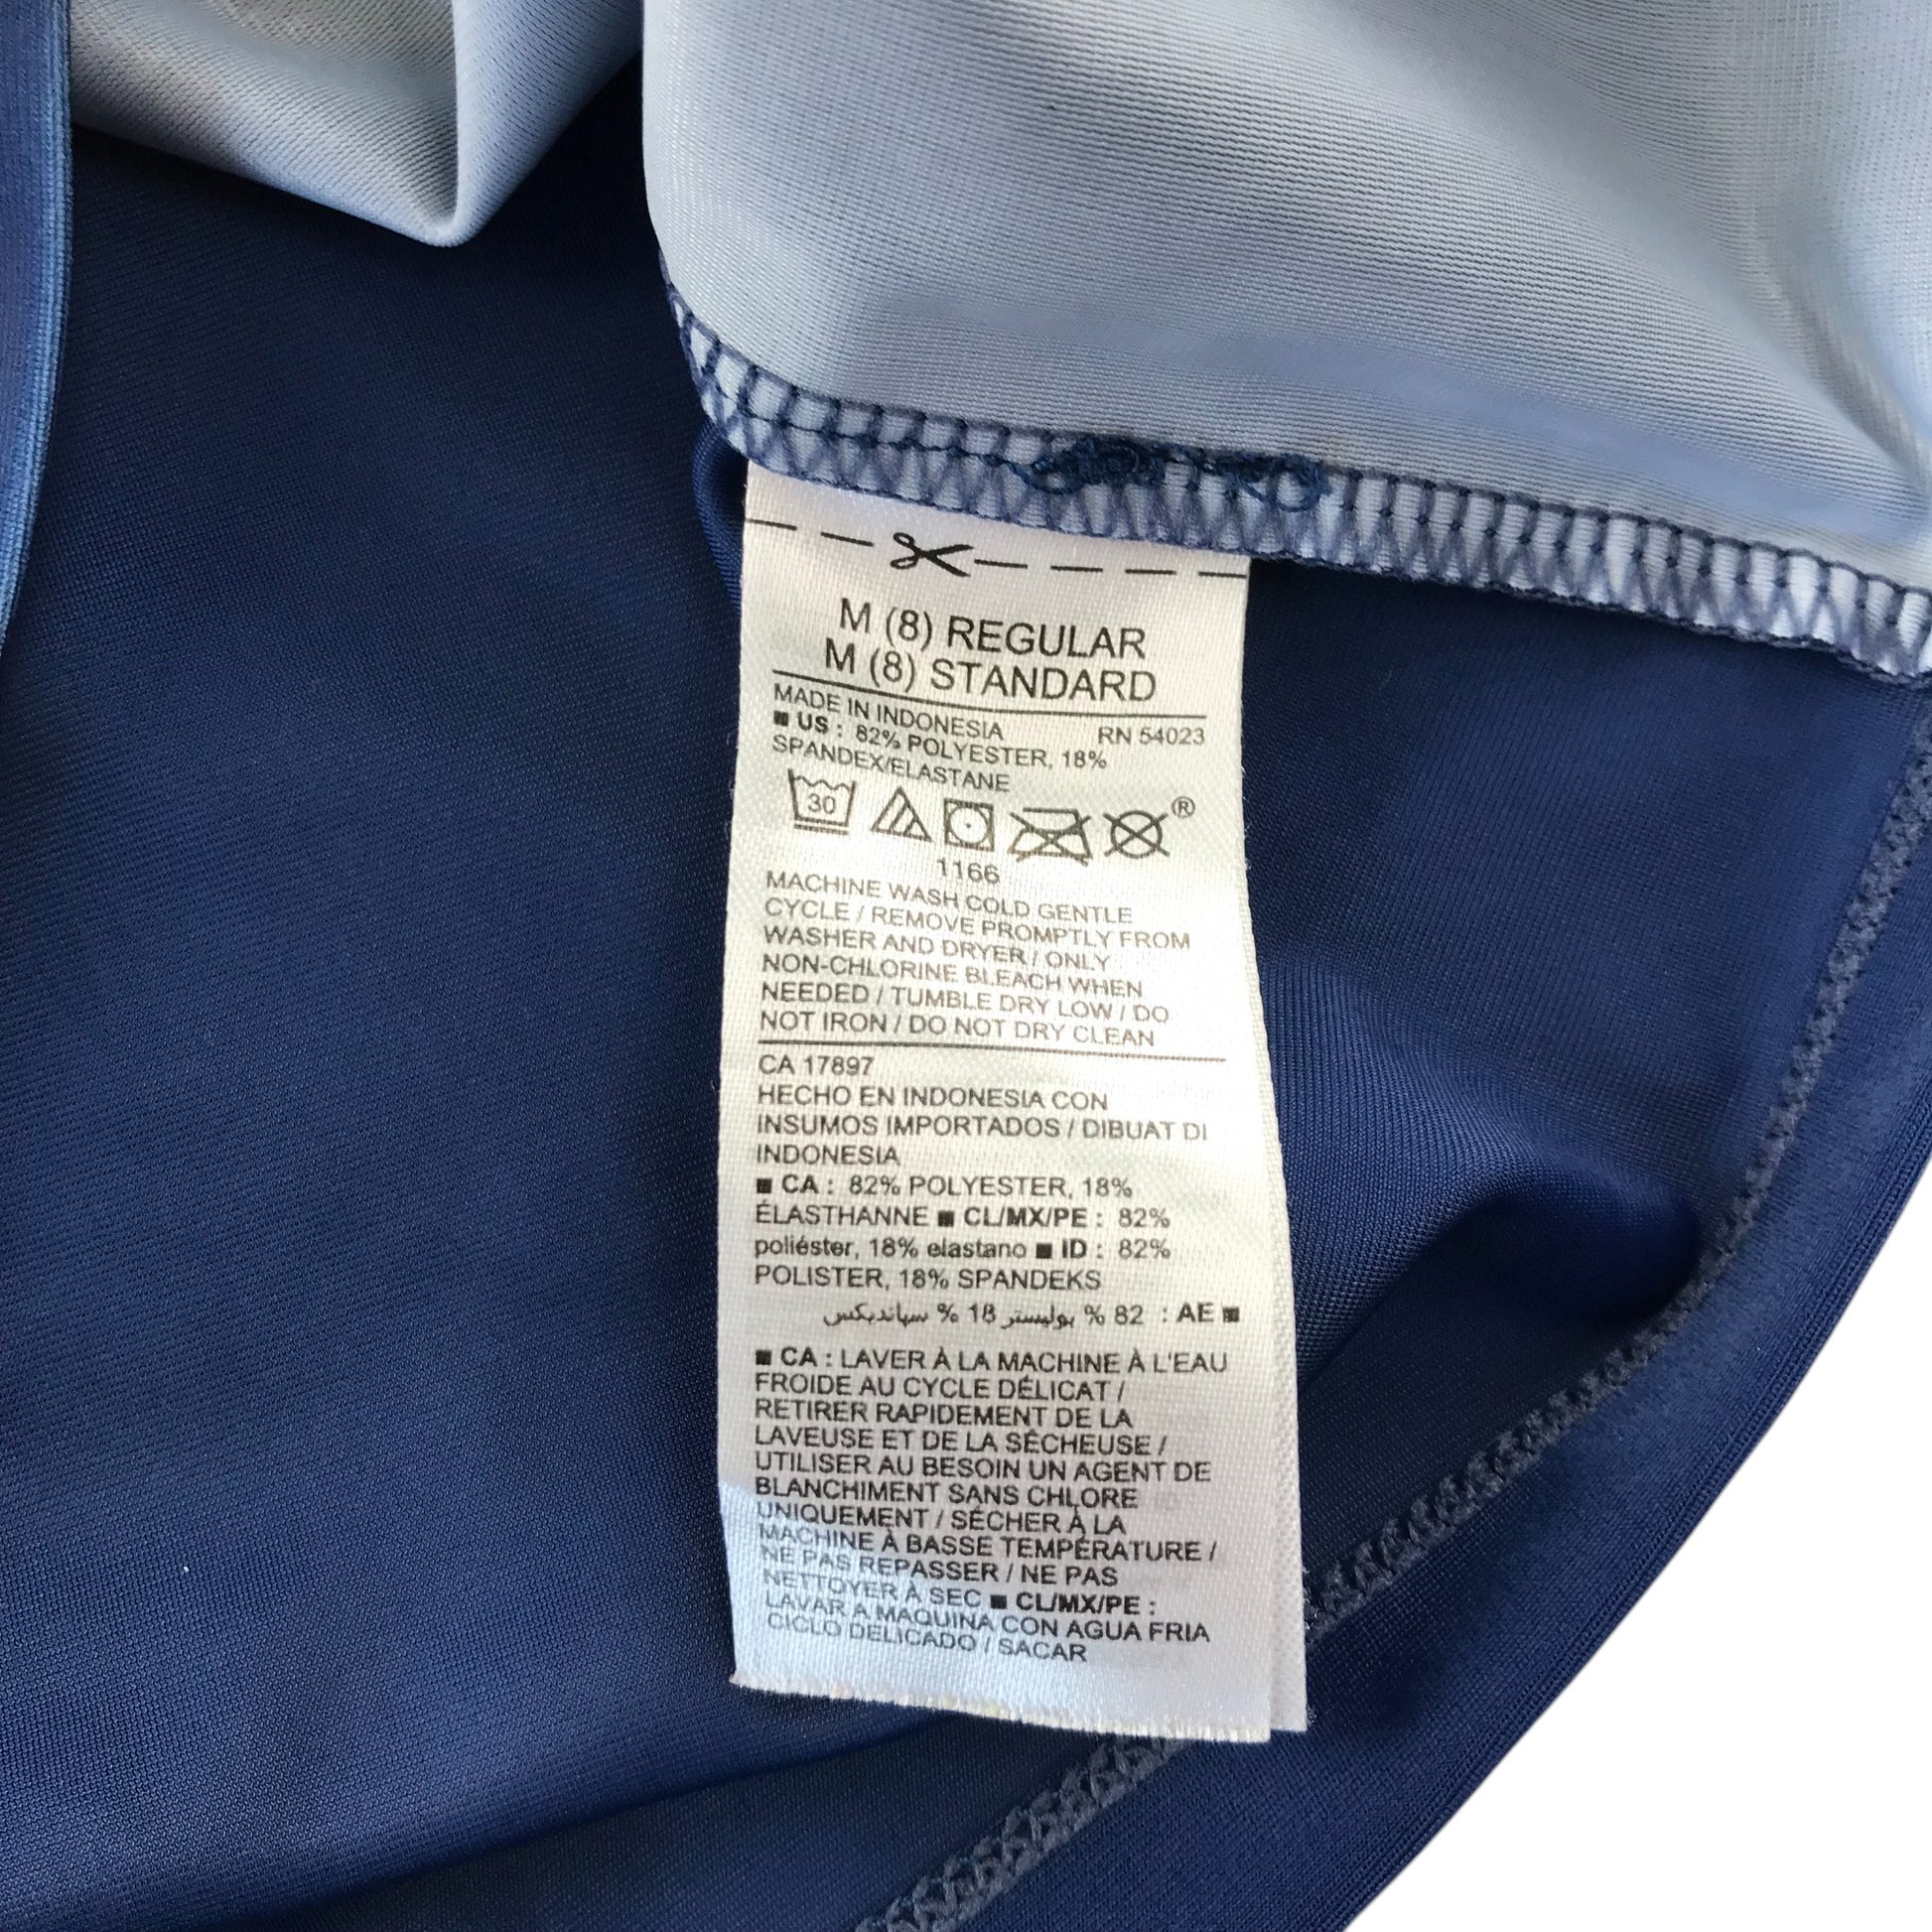 M (8) REGULAR
M (8) STANDARD
MADE IN INDONESIA RN 54023
■ US : 82% POLYESTER, 18%
SPANDEX/ELASTANE
30 ®
1166
MACHINE WASH COLD GENTLE
CYCLE / REMOVE PROMPTLY FROM
WASHER AND DRYER / ONLY
NON-CHLORINE BLEACH WHEN
NEEDED / TUMBLE DRY LOW / DO
NOT IRON / DO NOT DRY CLEAN
CA 17897
HECHO EN INDONESIA CON
INSUMOS IMPORTADOS / DIBUAT DI
INDONESIA
■ CA : 82% POLYESTER, 18%
ÉLASTHANNE ■ CL/MX/PE : 82%
poliéster, 18% elastano ■ ID : 82%
POLISTER, 18% SPANDEKS
■ AE : 82 % بوليستر 18 % سپانديكس
■ CA : LAVER À LA MACHINE À L'EAU
FROIDE AU CYCLE DÉLICAT /
RETIRER RAPIDEMENT DE LA
LAVEUSE ET DE LA SÉCHEUSE /
UTILISER AU BESOIN UN AGENT DE
BLANCHIMENT SANS CHLORE
UNIQUEMENT / SÉCHER À LA
MACHINE À BASSE TEMPÉRATURE /
NE PAS REPASSER / NE PAS
NETTOYER À SEC ■ CL/MX/PE :
LAVAR A MAQUINA CON AGUA FRIA
CICLO DELICADO / SACAR